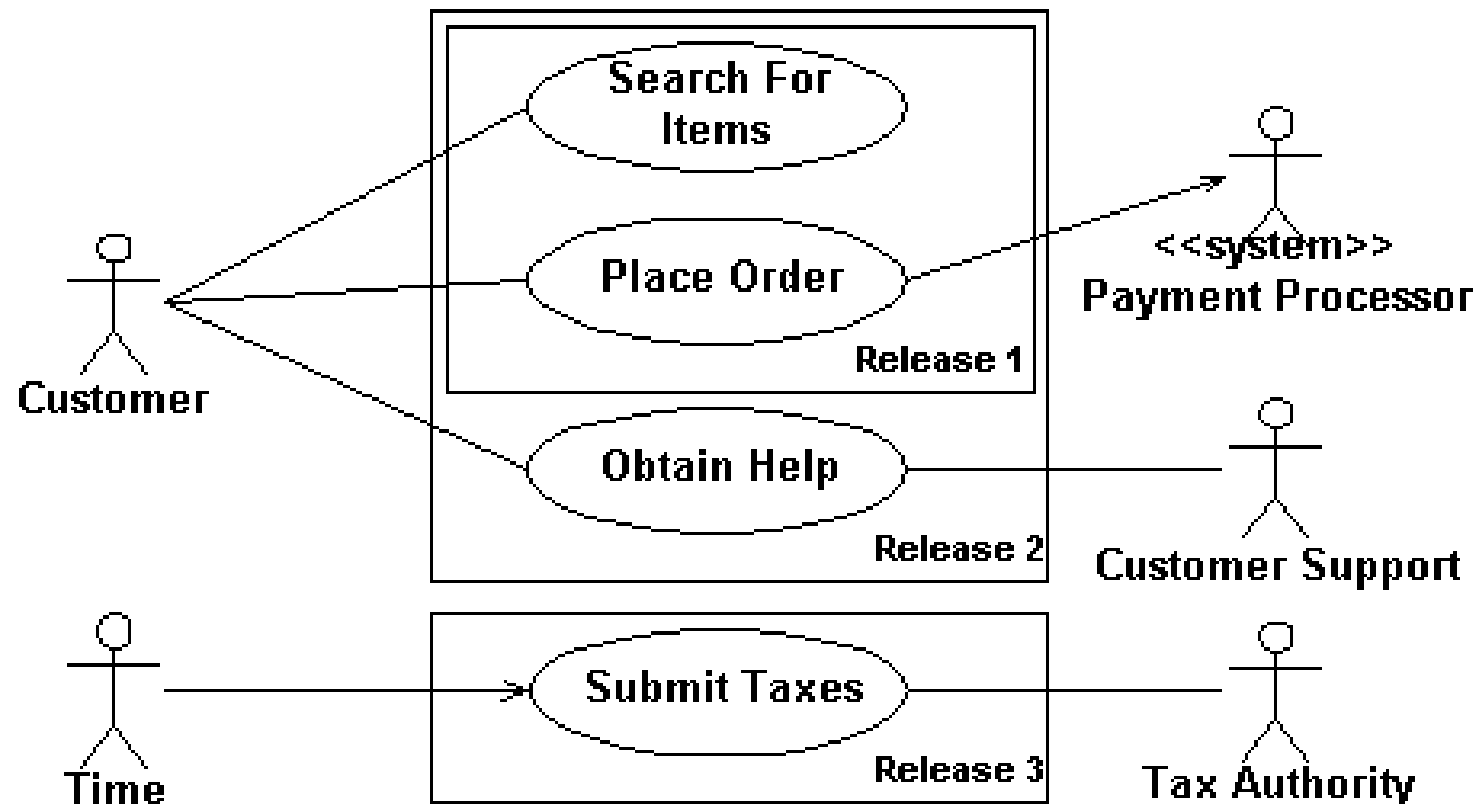 Search For
Items
<<system>>
Payment Processor
Place Order
Release 1
Customer
Obtain Help
Release 2
Customer Support
Submit Taxes
Release 3
Time
Tax Authority